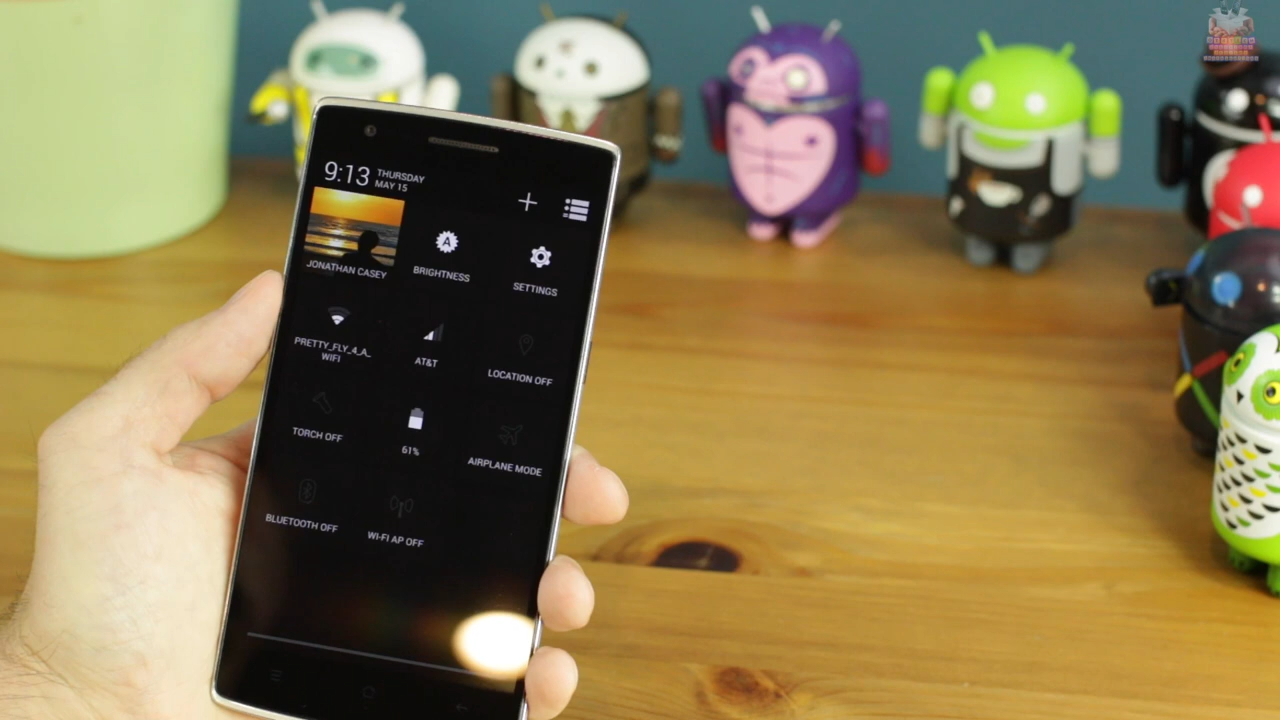 9:13 THURSDAY
MAY 15
JONATHAN CASEY
BRIGHTNESS
SETTINGS
PRETTY_FLY_4_A_
WIFI
AT&T
LOCATION OFF
TORCH OFF
61%
AIRPLANE MODE
BLUETOOTH OFF
WI-FI AP OFF